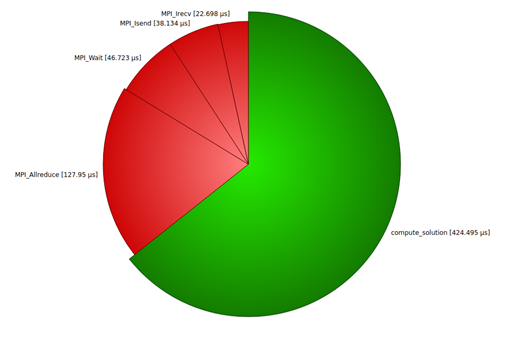 MPI_Irecv [22.698 µs]
MPI_Isend [38.134 µs]
MPI_Wait [46.723 µs]
MPI_Allreduce [127.95 µs]
compute_solution [424.495 µs]